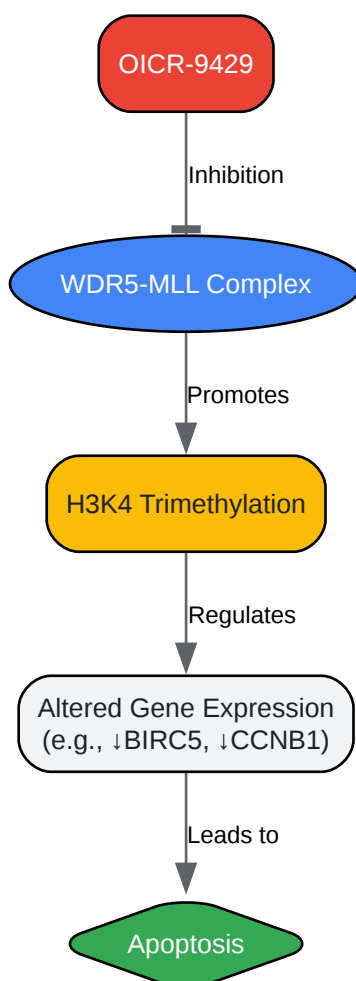 OICR-9429
Inhibition
WDR5-MLL Complex
Promotes
H3K4 Trimethylation
Regulates
Altered Gene Expression
(e.g., ↓BIRC5, ↓CCNB1)
Leads to
Apoptosis